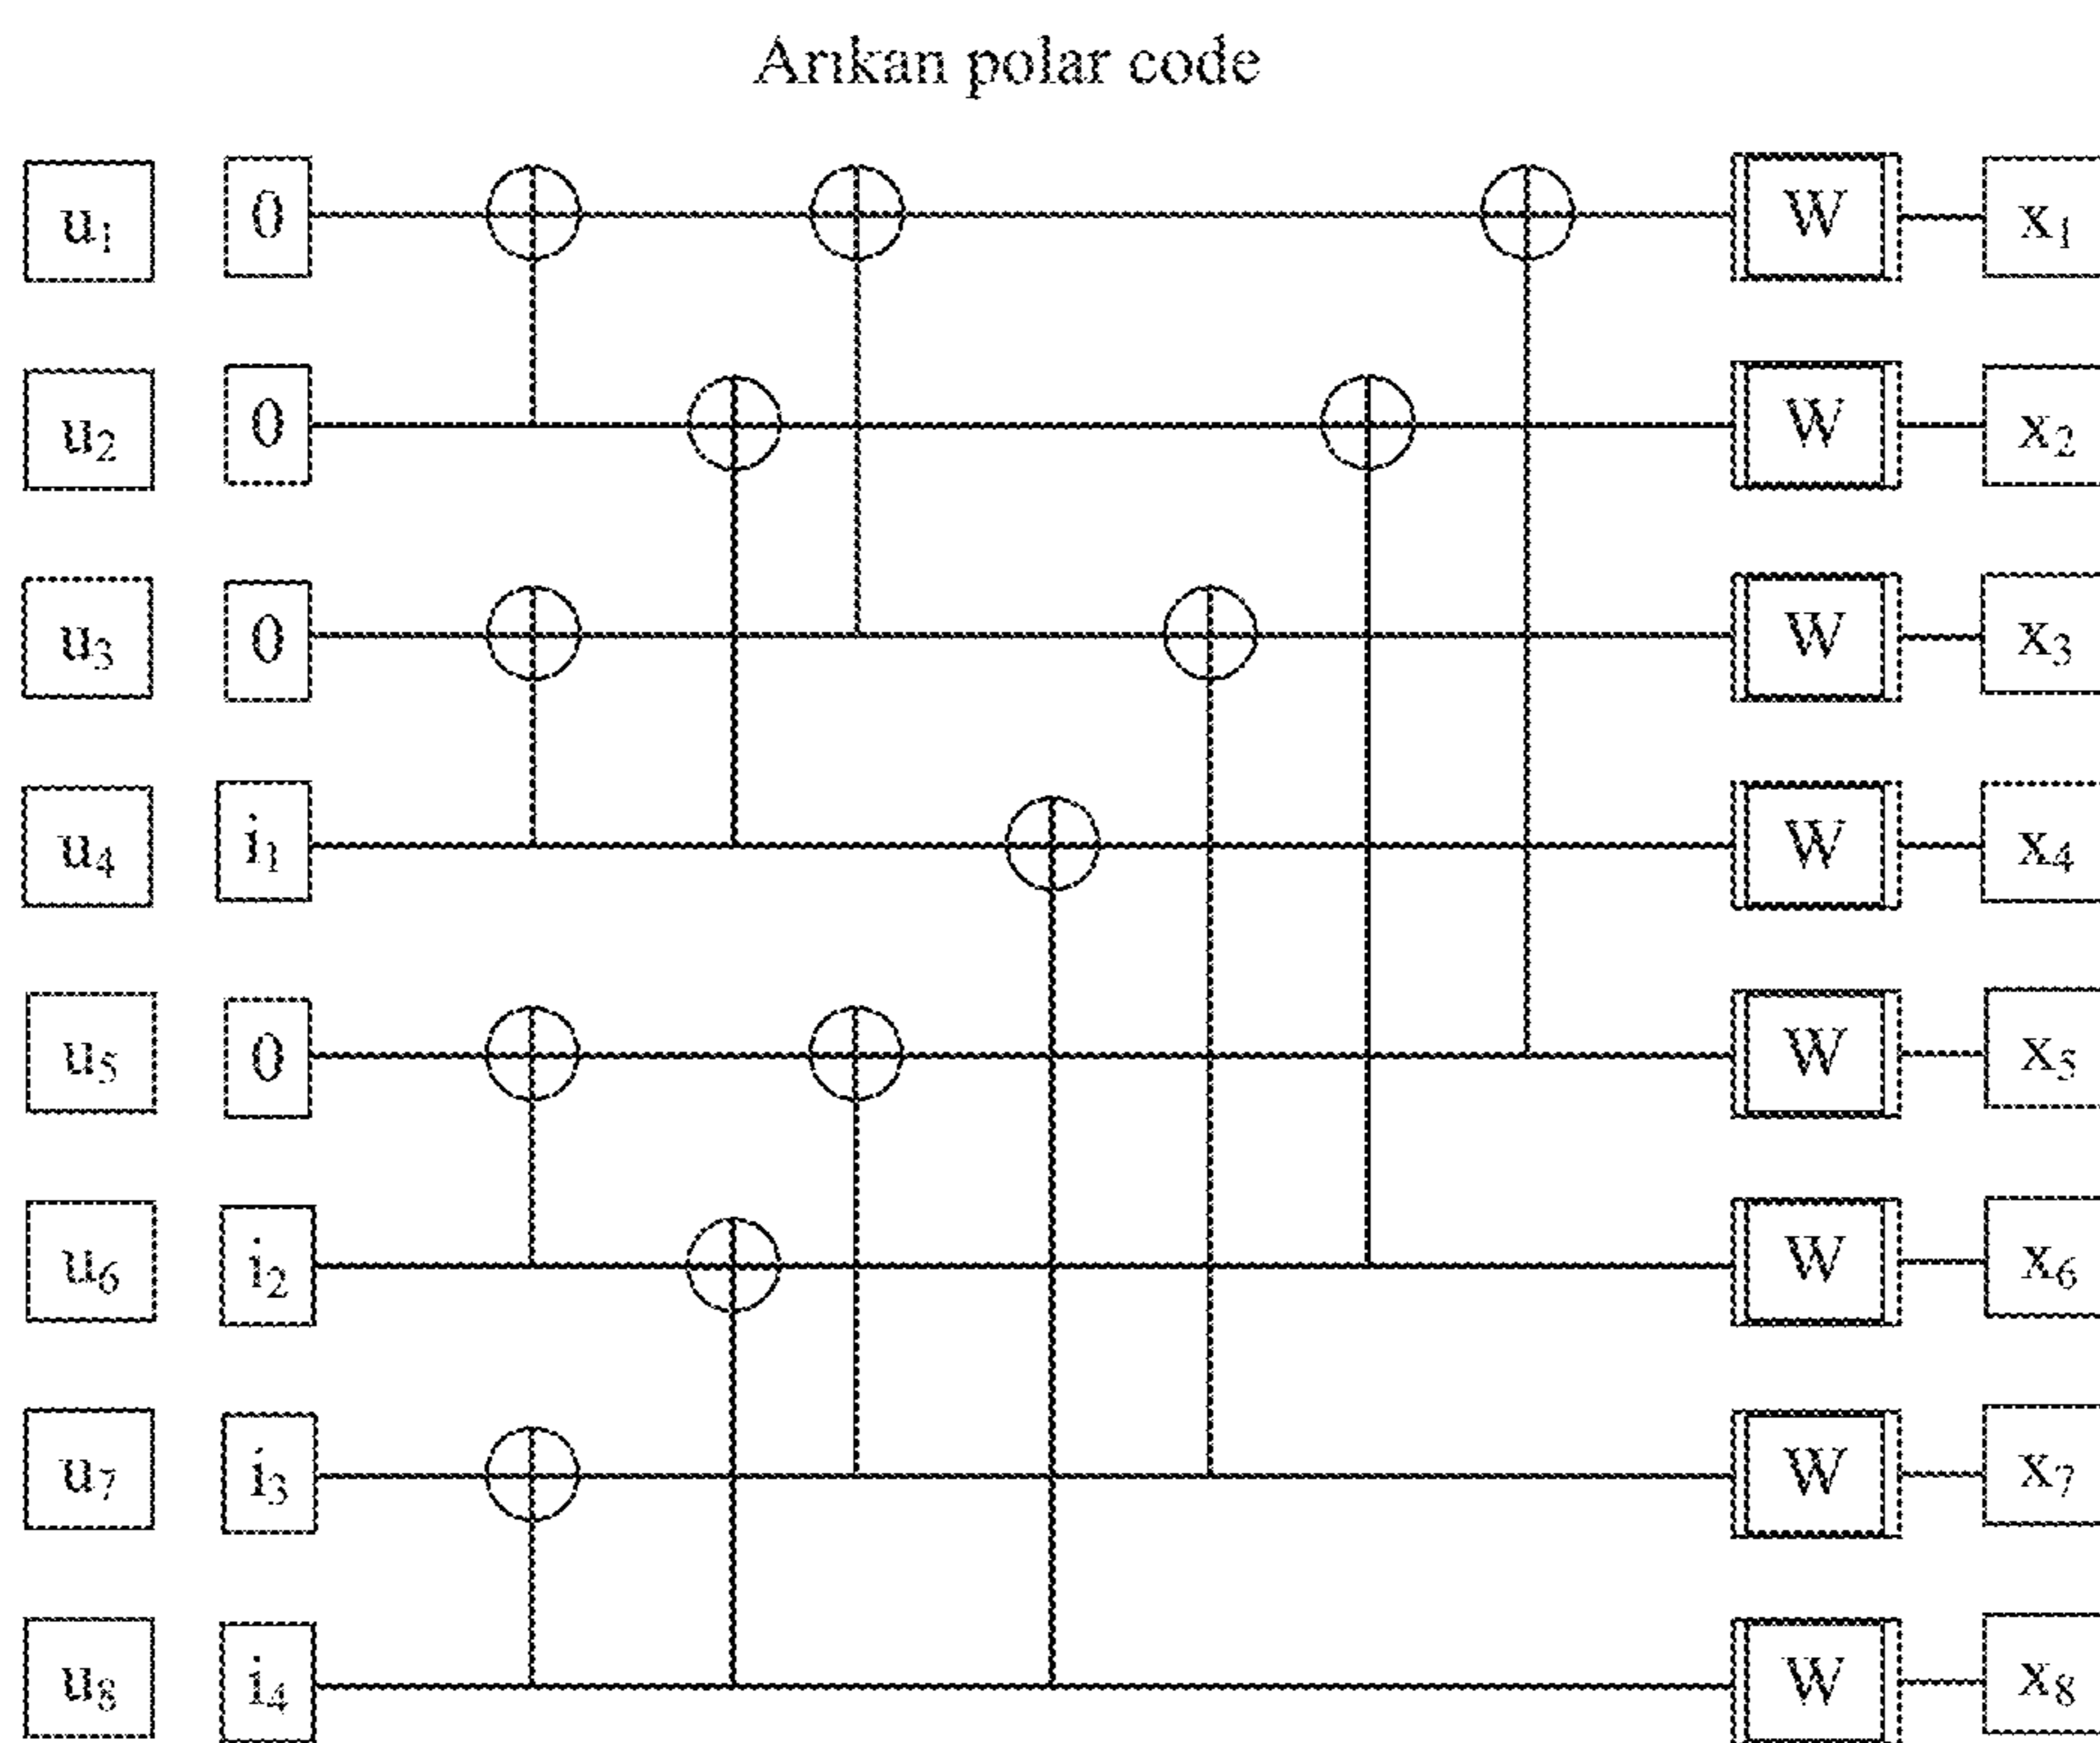 Arıkan polar code
u₁ 0 W x₁
u₂ 0 W x₂
u₃ 0 W x₃
u₄ i₁ W x₄
u₅ 0 W x₅
u₆ i₂ W x₆
u₇ i₃ W x₇
u₈ i₄ W x₈